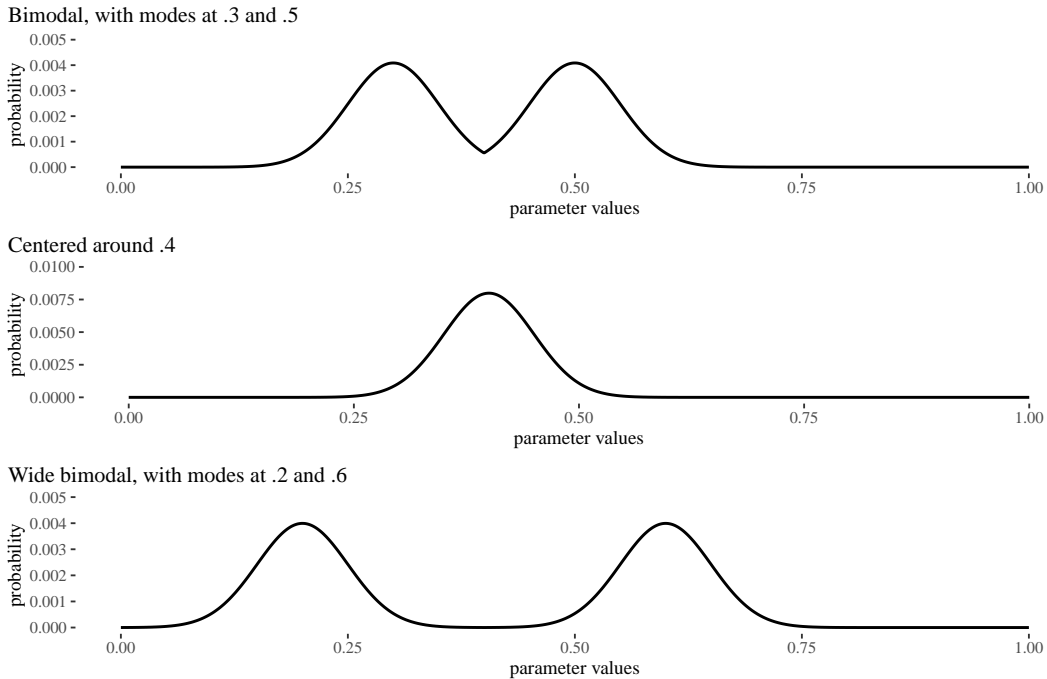 Bimodal, with modes at .3 and .5
0.005
0.004
0.003
0.002
0.001
0.000
probability
0.00 0.25 0.50 0.75 1.00
parameter values
Centered around .4
0.0100
0.0075
0.0050
0.0025
0.0000
probability
0.00 0.25 0.50 0.75 1.00
parameter values
Wide bimodal, with modes at .2 and .6
0.005
0.004
0.003
0.002
0.001
0.000
probability
0.00 0.25 0.50 0.75 1.00
parameter values